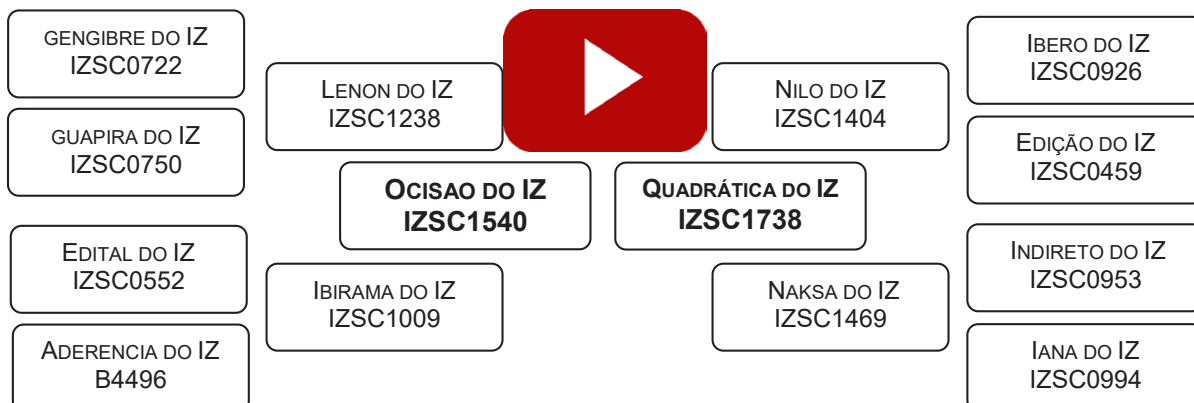 GENGIBRE DO IZ
IZSC0722
GUAPIRA DO IZ
IZSC0750
EDITAL DO IZ
IZSC0552
ADERENCIA DO IZ
B4496
LENON DO IZ
IZSC1238
IBIRAMA DO IZ
IZSC1009
OCISAO DO IZ
IZSC1540
QUADRÁTICA DO IZ
IZSC1738
NILO DO IZ
IZSC1404
NAKSA DO IZ
IZSC1469
IBERO DO IZ
IZSC0926
EDIÇÃO DO IZ
IZSC0459
INDIRETO DO IZ
IZSC0953
IANA DO IZ
IZSC0994